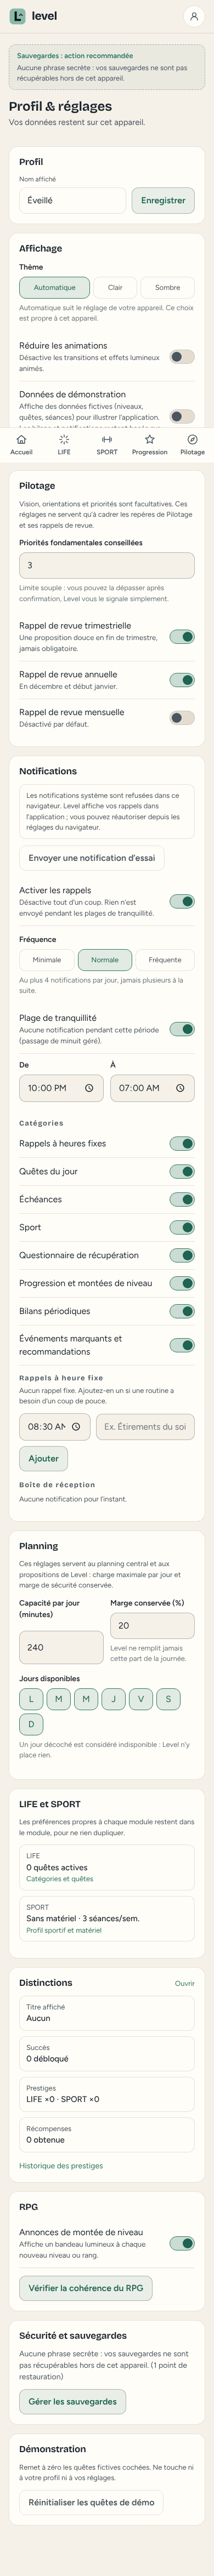 level
Sauvegardes : action recommandée
Aucune phrase secrète : vos sauvegardes ne sont pas
récupérables hors de cet appareil.
Profil & réglages
Vos données restent sur cet appareil.
Profil
Nom affiché
Éveillé
Enregistrer
Affichage
Thème
Automatique
Clair
Sombre
Automatique suit le réglage de votre appareil. Ce choix
est propre à cet appareil.
Réduire les animations
Désactive les transitions et effets lumineux
animés.
Données de démonstration
Affiche des données fictives (niveaux,
quêtes, séances) pour illustrer l'application.
Accueil
LIFE
SPORT
Progression
Pilotage
Pilotage
Vision, orientations et priorités sont facultatives. Ces
réglages ne servent qu'à cadrer les repères de Pilotage
et ses rappels de revue.
Priorités fondamentales conseillées
3
Limite souple : vous pouvez la dépasser après
confirmation, Level vous le signale simplement.
Rappel de revue trimestrielle
Une proposition douce en fin de trimestre,
jamais obligatoire.
Rappel de revue annuelle
En décembre et début janvier.
Rappel de revue mensuelle
Désactivé par défaut.
Notifications
Les notifications système sont refusées dans ce
navigateur. Level affiche vos rappels dans
l'application ; vous pouvez réautoriser depuis les
réglages du navigateur.
Envoyer une notification d'essai
Activer les rappels
Désactive tout d'un coup. Rien n'est
envoyé pendant les plages de tranquillité.
Fréquence
Minimale
Normale
Fréquente
Au plus 4 notifications par jour, jamais plusieurs à la
suite.
Plage de tranquillité
Aucune notification pendant cette période
(passage de minuit géré).
De
À
10:00 PM
07:00 AM
Catégories
Rappels à heures fixes
Quêtes du jour
Échéances
Sport
Questionnaire de récupération
Progression et montées de niveau
Bilans périodiques
Événements marquants et
recommandations
Rappels à heure fixe
Aucun rappel fixe. Ajoutez-en un si une routine a
besoin d'un coup de pouce.
08:30 AM
Ex. Étirements du soi
Ajouter
Boîte de réception
Aucune notification pour l'instant.
Planning
Ces réglages servent au planning central et aux
propositions de Level : charge maximale par jour et
marge de sécurité conservée.
Capacité par jour
(minutes)
240
Marge conservée (%)
20
Level ne remplit jamais
cette part de la journée.
Jours disponibles
L
M
M
J
V
S
D
Un jour décoché est considéré indisponible : Level n'y
place rien.
LIFE et SPORT
Les préférences propres à chaque module restent dans
le module, pour ne rien dupliquer.
LIFE
0 quêtes actives
Catégories et quêtes
SPORT
Sans matériel · 3 séances/sem.
Profil sportif et matériel
Distinctions
Ouvrir
Titre affiché
Aucun
Succès
0 débloqué
Prestiges
LIFE ×0 · SPORT ×0
Récompenses
0 obtenue
Historique des prestiges
RPG
Annonces de montée de niveau
Affiche un bandeau lumineux à chaque
nouveau niveau ou rang.
Vérifier la cohérence du RPG
Sécurité et sauvegardes
Aucune phrase secrète : vos sauvegardes ne sont
pas récupérables hors de cet appareil. (1 point de
restauration)
Gérer les sauvegardes
Démonstration
Remet à zéro les quêtes fictives cochées. Ne touche ni
à votre profil ni à vos réglages.
Réinitialiser les quêtes de démo